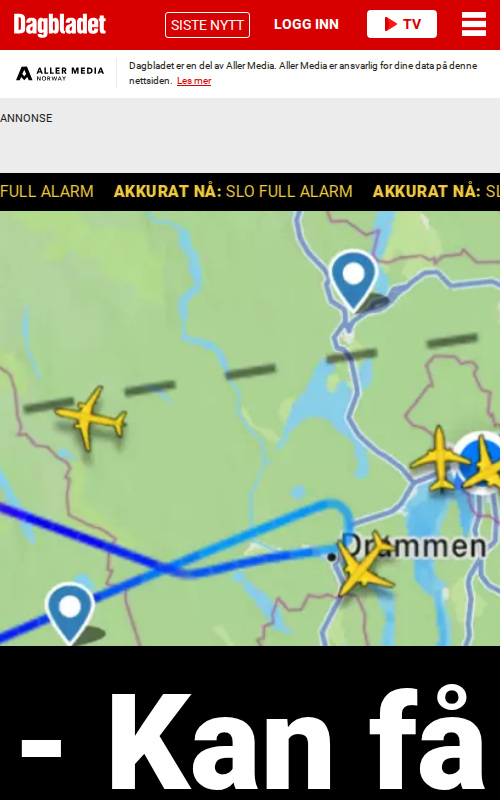 Dagbladet
SISTE NYTT
LOGG INN
TV
ALLER MEDIA
NORWAY
Dagbladet er en del av Aller Media. Aller Media er ansvarlig for dine data på denne
nettsiden. Les mer
ANNONSE
FULL ALARM AKKURAT NÅ: SLO FULL ALARM AKKURAT NÅ: SL
Drammen
- Kan få